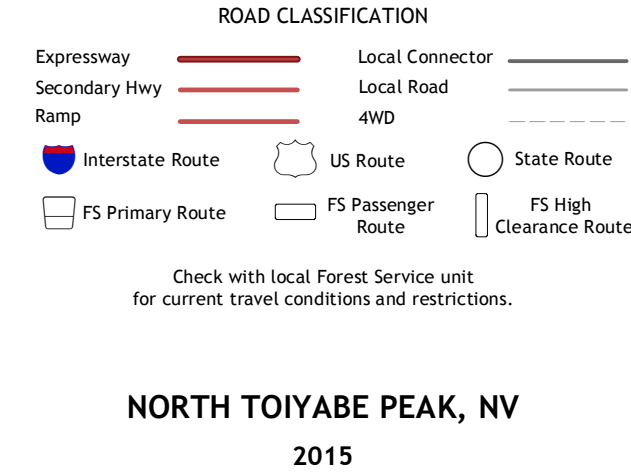 ROAD CLASSIFICATION
Expressway
Local Connector
Secondary Hwy
Local Road
Ramp
4WD
Interstate Route
US Route
State Route
FS Primary Route
FS Passenger
Route
FS High
Clearance Route
Check with local Forest Service unit
for current travel conditions and restrictions.
NORTH TOIYABE PEAK, NV
2015